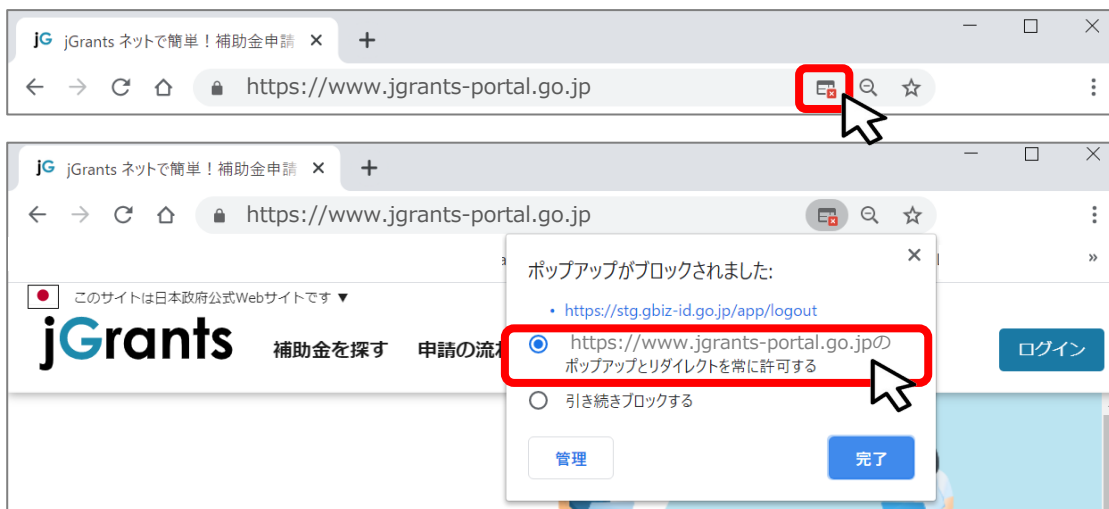 jG jGrants ネットで簡単！補助金申請
https://www.jgrants-portal.go.jp
jG jGrants ネットで簡単！補助金申請
https://www.jgrants-portal.go.jp
ポップアップがブロックされました:
このサイトは日本政府公式Webサイトです ▼
• https://stg.gbiz-id.go.jp/app/logout
jGrants 補助金を探す 申請の流
https://www.jgrants-portal.go.jpの
ポップアップとリダイレクトを常に許可する
ログイン
引き続きブロックする
管理 完了